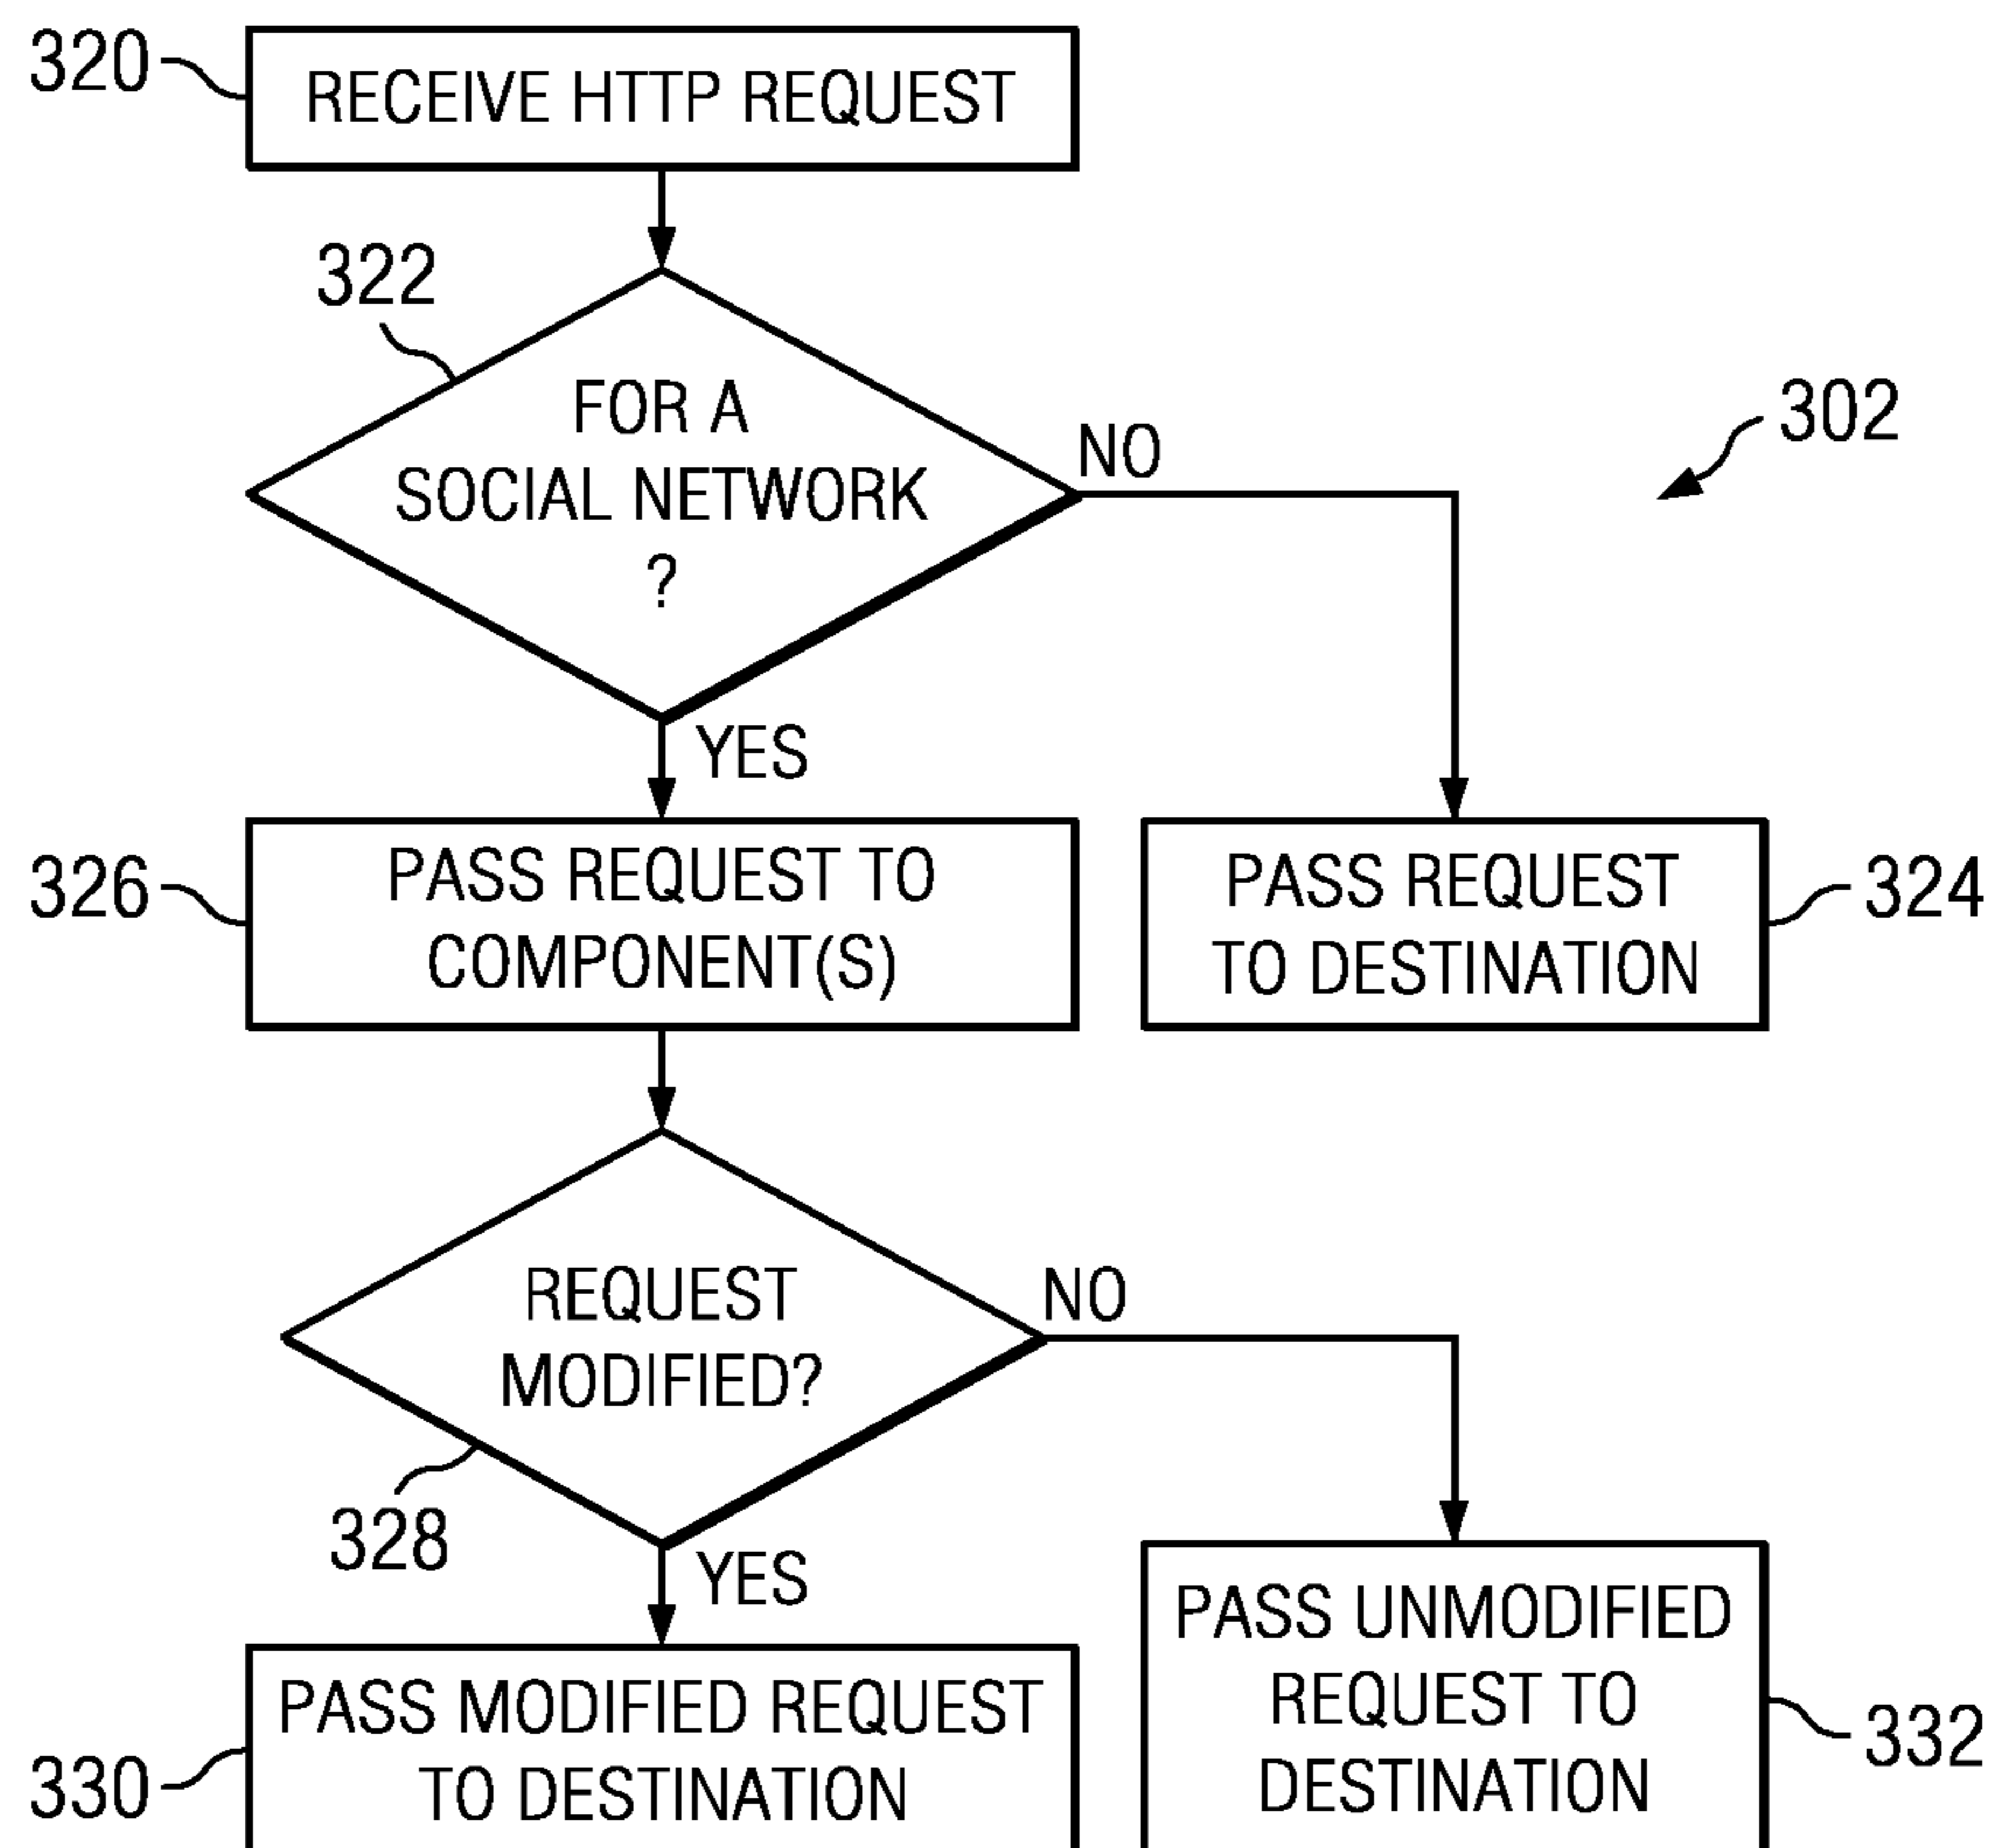 320
RECEIVE HTTP REQUEST
322
FOR A
SOCIAL NETWORK
?
NO
302
YES
326
PASS REQUEST TO
COMPONENT(S)
PASS REQUEST
TO DESTINATION
324
REQUEST
MODIFIED?
NO
328
YES
330
PASS MODIFIED REQUEST
TO DESTINATION
PASS UNMODIFIED
REQUEST TO
DESTINATION
332